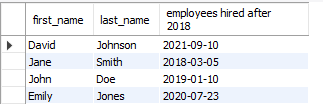 first_name last_name employees hired after
2018
David Johnson 2021-09-10
Jane Smith 2018-03-05
John Doe 2019-01-10
Emily Jones 2020-07-23